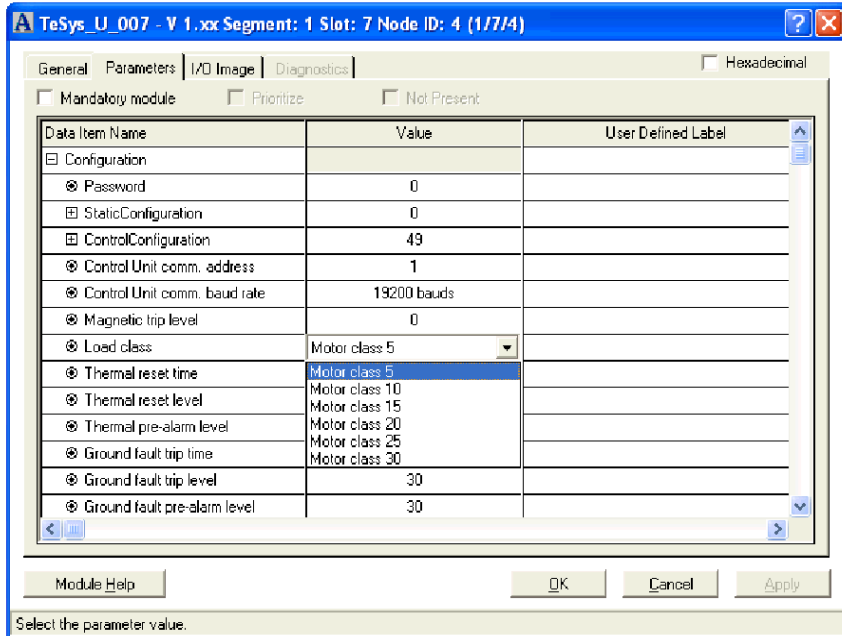 TeSys_U_007 - V 1.xx Segment: 1 Slot: 7 Node ID: 4 (1/7/4)
General Parameters I/O Image Diagnostics Hexadecimal
Mandatory module Prioritize Not Present
Data Item Name Value User Defined Label
Configuration
Password 0
StaticConfiguration 0
ControlConfiguration 49
Control Unit comm. address 1
Control Unit comm. baud rate 19200 bauds
Magnetic trip level 0
Load class Motor class 5
Thermal reset time Motor class 5
Motor class 10
Thermal reset level Motor class 15
Thermal pre-alarm level Motor class 20
Motor class 25
Ground fault trip time Motor class 30
Ground fault trip level 30
Ground fault pre-alarm level 30
Module Help OK Cancel Apply
Select the parameter value.